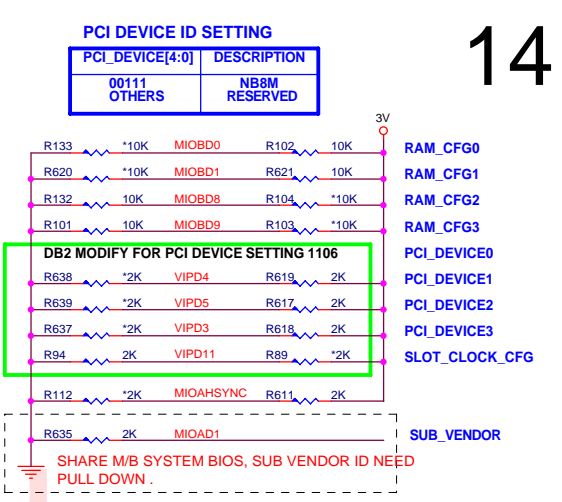 PCI DEVICE ID SETTING
14
PCI_DEVICE[4:0] DESCRIPTION
00111 NB8M
OTHERS RESERVED
3V
R133 *10K MIOBD0 R102 10K RAM_CFG0
R620 *10K MIOBD1 R621 10K RAM_CFG1
R132 10K MIOBD8 R104 *10K RAM_CFG2
R101 10K MIOBD9 R103 *10K RAM_CFG3
DB2 MODIFY FOR PCI DEVICE SETTING 1106 PCI_DEVICE0
R638 *2K VIPD4 R619 2K PCI_DEVICE1
R639 *2K VIPD5 R617 2K PCI_DEVICE2
R637 *2K VIPD3 R618 2K PCI_DEVICE3
R94 2K VIPD11 R89 *2K SLOT_CLOCK_CFG
R112 *2K MIOAHSYNC R611 2K
R635 2K MIOAD1 SUB_VENDOR
SHARE M/B SYSTEM BIOS, SUB VENDOR ID NEED
PULL DOWN .